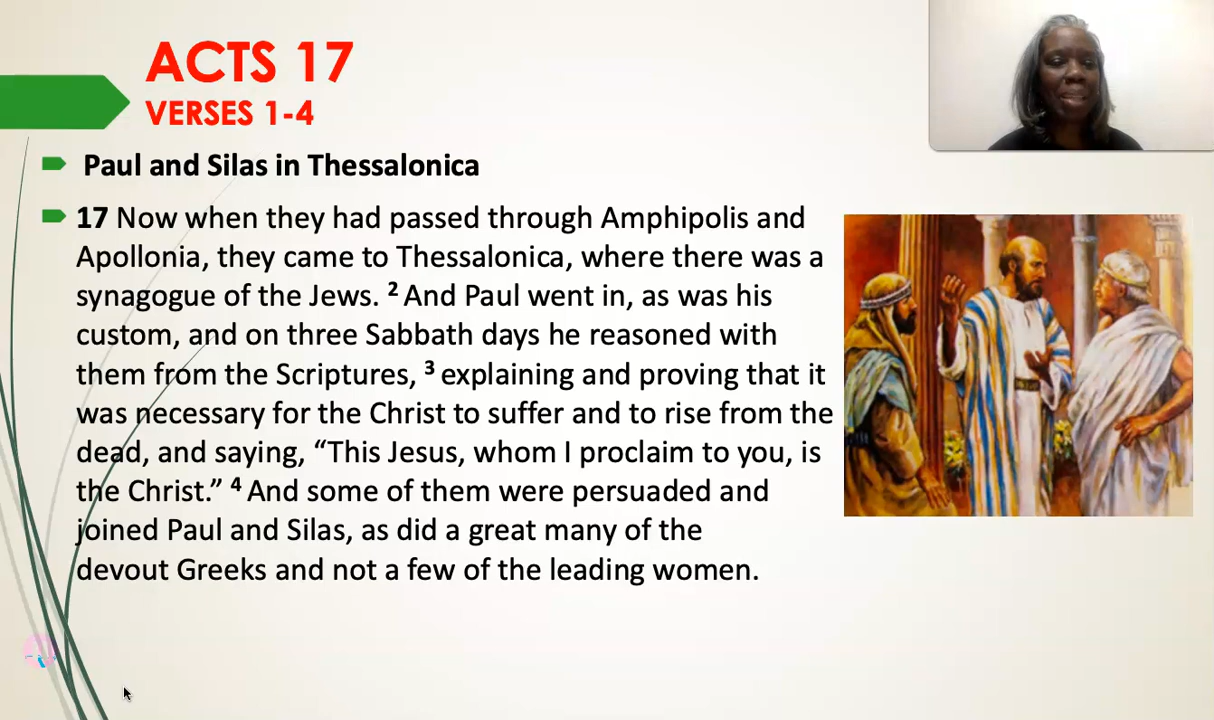 ACTS 17
VERSES 1-4
Paul and Silas in Thessalonica
17 Now when they had passed through Amphipolis and
Apollonia, they came to Thessalonica, where there was a
synagogue of the Jews. 2 And Paul went in, as was his
custom, and on three Sabbath days he reasoned with
them from the Scriptures, 3 explaining and proving that it
was necessary for the Christ to suffer and to rise from the
dead, and saying, “This Jesus, whom I proclaim to you, is
the Christ.” 4 And some of them were persuaded and
joined Paul and Silas, as did a great many of the
devout Greeks and not a few of the leading women.